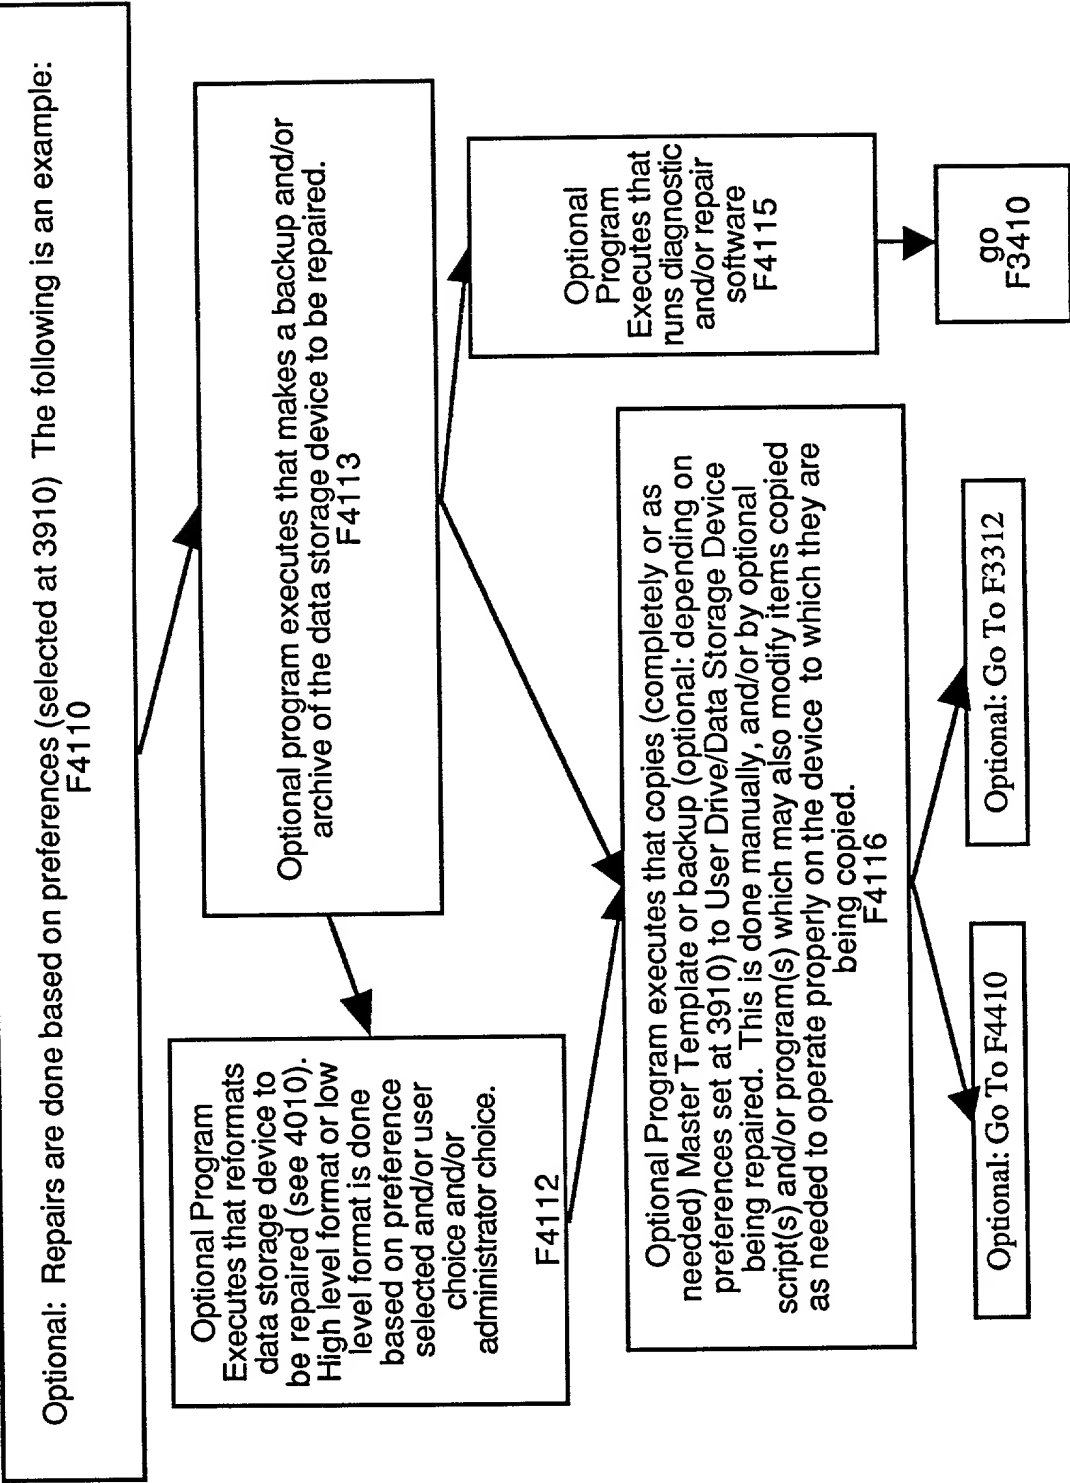 Optional: Repairs are done based on preferences (selected at 3910) The following is an example:
F4110
Optional program executes that makes a backup and/or
archive of the data storage device to be repaired.
F4113
Optional Program
Executes that reformats
data storage device to
be repaired (see 4010).
High level format or low
level format is done
based on preference
selected and/or user
choice and/or
administrator choice.
F4112
Optional
Program
Executes that
runs diagnostic
and/or repair
software
F4115
Optional Program executes that copies (completely or as
needed) Master Template or backup (optional: depending on
preferences set at 3910) to User Drive/Data Storage Device
being repaired. This is done manually, and/or by optional
script(s) and/or program(s) which may also modify items copied
as needed to operate properly on the device to which they are
being copied.
F4116
go
F3410
Optional: Go To F4410
Optional: Go To F3312